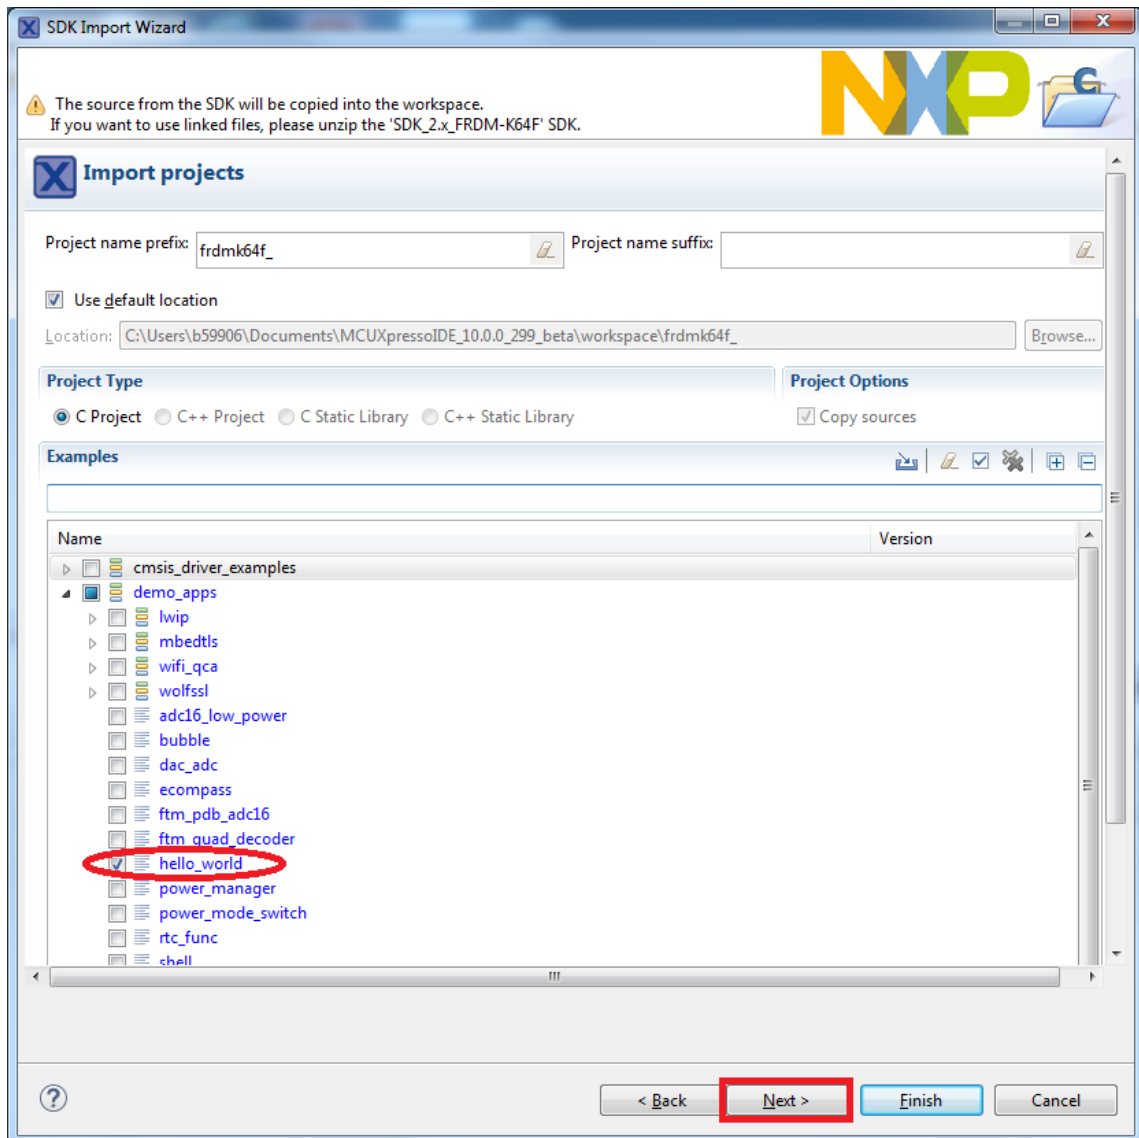 SDK Import Wizard
The source from the SDK will be copied into the workspace.
If you want to use linked files, please unzip the 'SDK_2.x_FRDM-K64F' SDK.
NXP
C
X Import projects
Project name prefix: frdmk64f_ Project name suffix:
Use default location
Location: C:\Users\b59906\Documents\MCUXpressoIDE_10.0.0_299_beta\workspace\frdmk64f_ Browse...
Project Type Project Options
C Project C++ Project C Static Library C++ Static Library Copy sources
Examples
Name Version
cmsis_driver_examples
demo_apps
lwip
mbedtls
wifi_qca
wolfssl
adc16_low_power
bubble
dac_adc
ecompass
ftm_pdb_adc16
ftm_quad_decoder
hello_world
power_manager
power_mode_switch
rtc_func
shell
? < Back Next > Finish Cancel